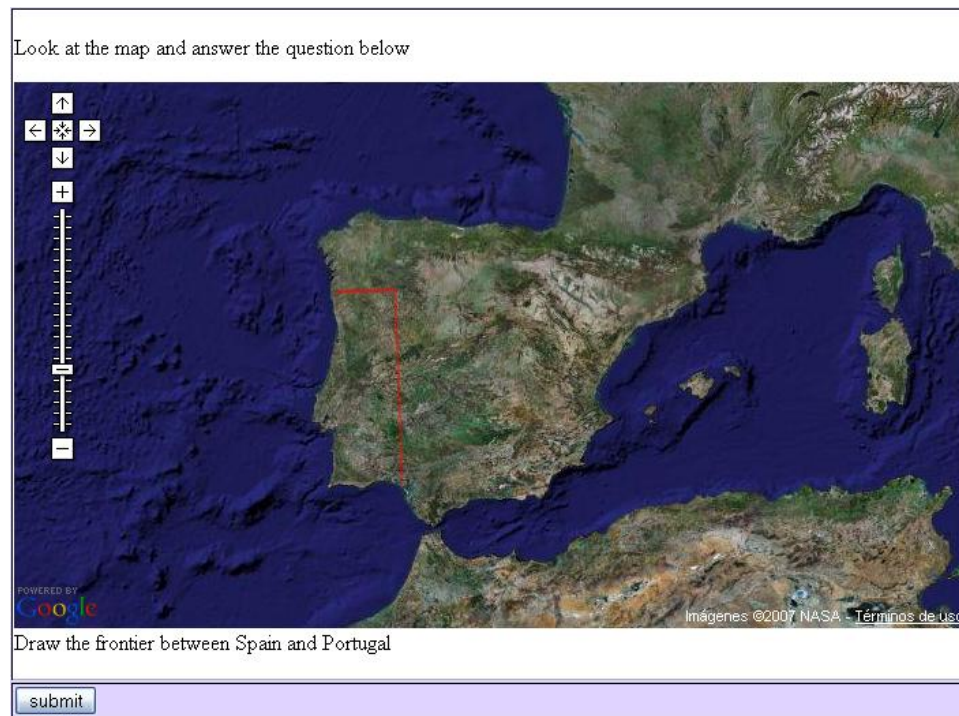 Look at the map and answer the question below
POWERED BY
Google
Imágenes ©2007 NASA - Términos de uso
Draw the frontier between Spain and Portugal
submit